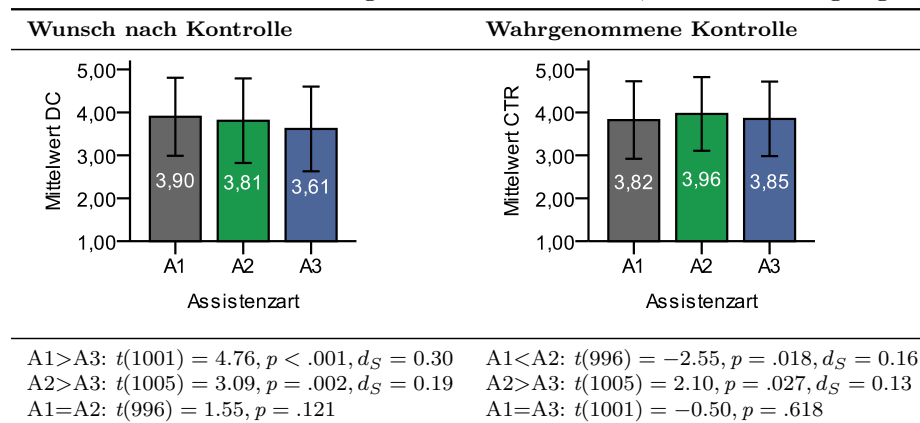 Wunsch nach Kontrolle
Wahrgenommene Kontrolle
Mittelwert DC
5,00
4,00
3,00
2,00
1,00
3,90
3,81
3,61
A1
A2
A3
Assistenzart
Mittelwert CTR
5,00
4,00
3,00
2,00
1,00
3,82
3,96
3,85
A1
A2
A3
Assistenzart
A1>A3: t(1001) = 4.76, p < .001, d_S = 0.30
A2>A3: t(1005) = 3.09, p = .002, d_S = 0.19
A1=A2: t(996) = 1.55, p = .121
A1<A2: t(996) = −2.55, p = .018, d_S = 0.16
A2>A3: t(1005) = 2.10, p = .027, d_S = 0.13
A1=A3: t(1001) = −0.50, p = .618